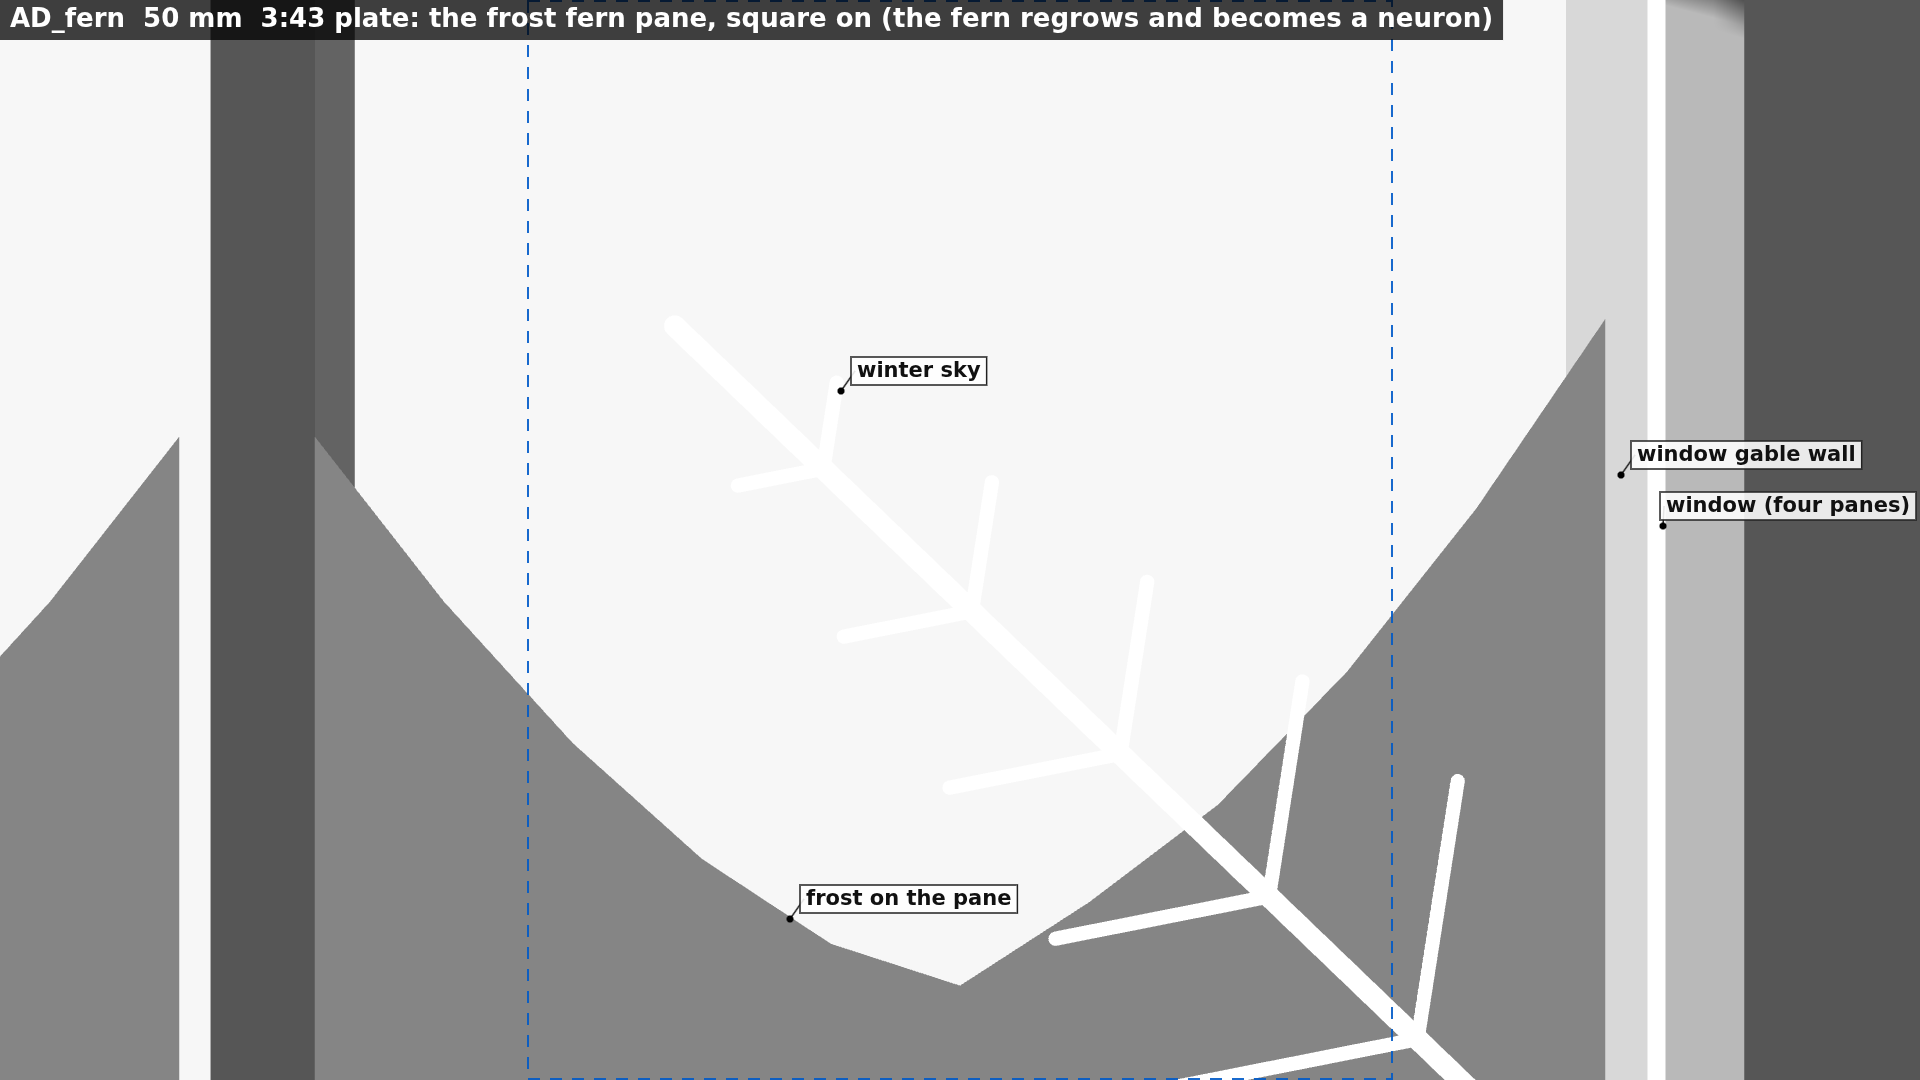 AD_fern 50 mm 3:43 plate: the frost fern pane, square on (the fern regrows and becomes a neuron)
winter sky
window gable wall
window (four panes)
frost on the pane